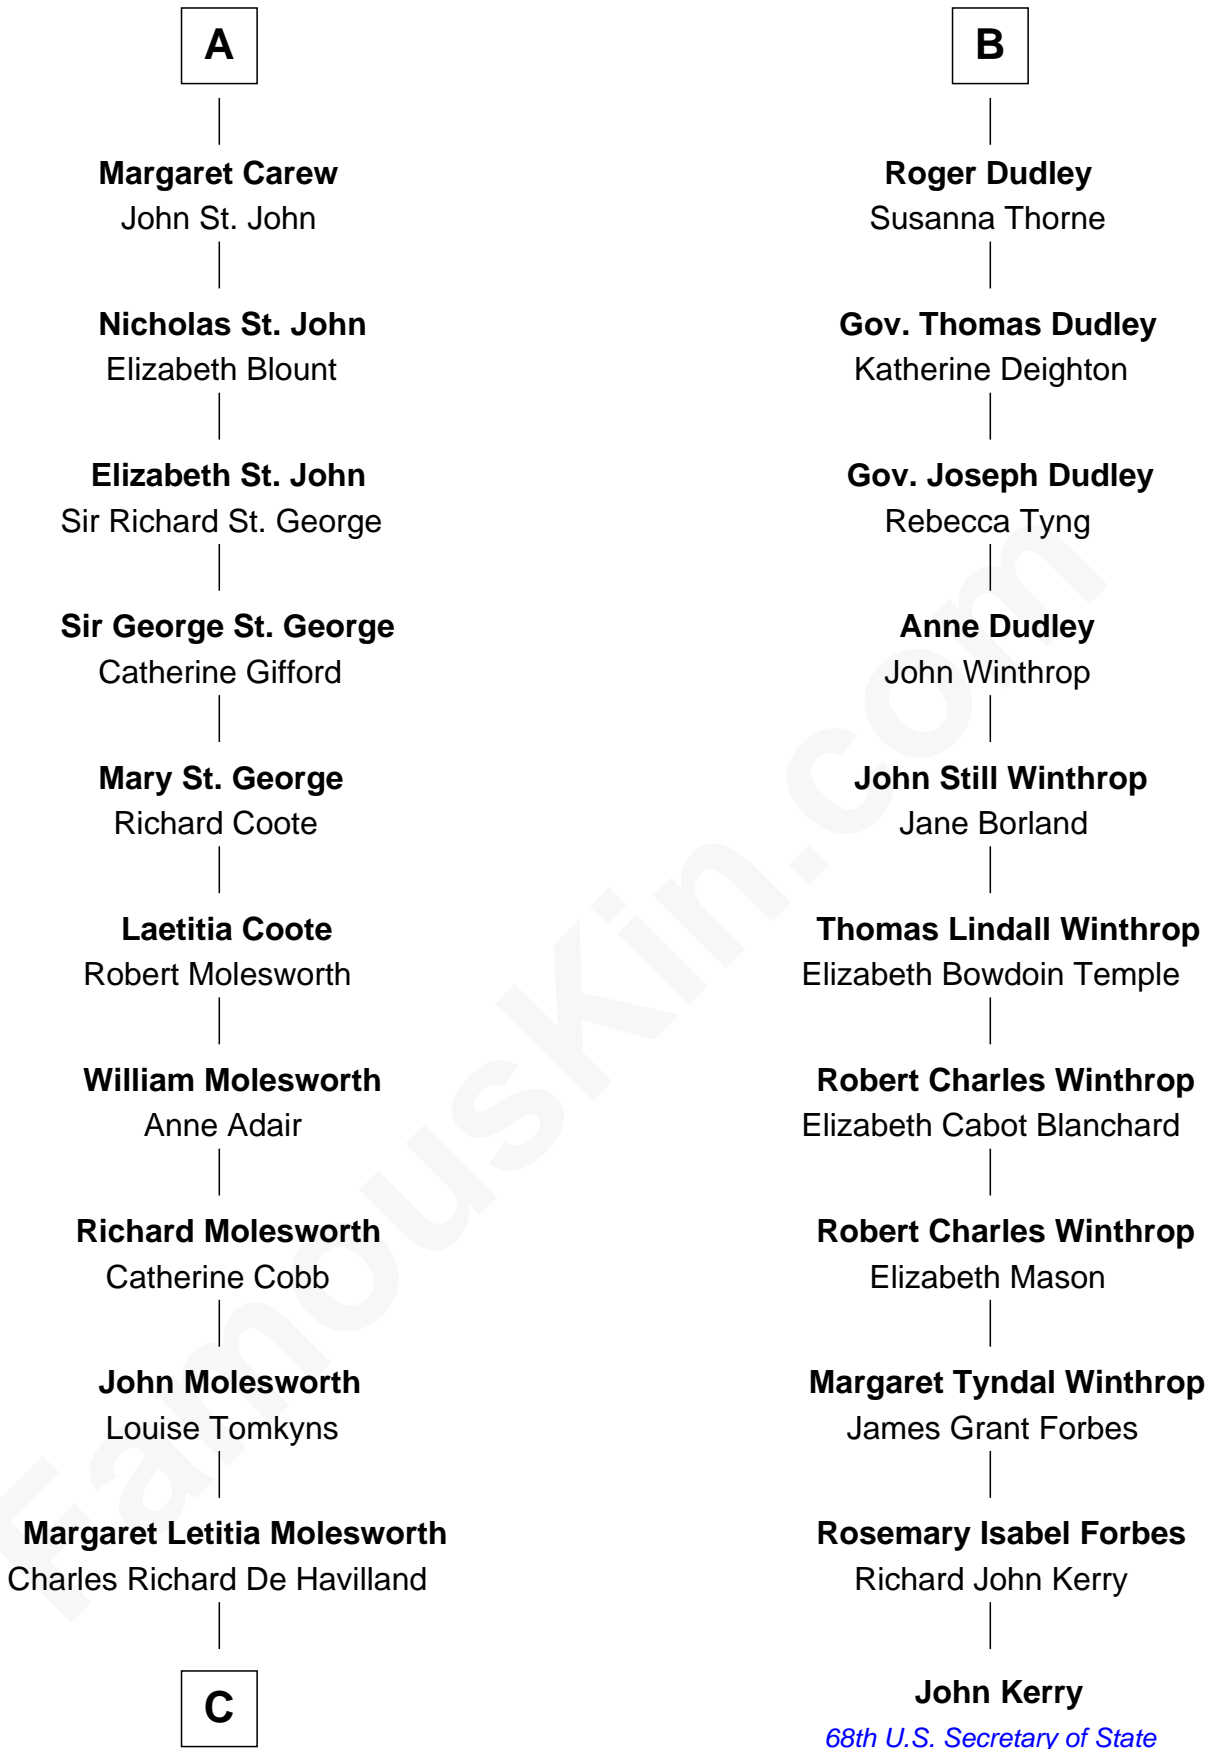 A
Margaret Carew
John St. John
Nicholas St. John
Elizabeth Blount
Elizabeth St. John
Sir Richard St. George
Sir George St. George
Catherine Gifford
Mary St. George
Richard Coote
Laetitia Coote
Robert Molesworth
William Molesworth
Anne Adair
Richard Molesworth
Catherine Cobb
John Molesworth
Louise Tomkyns
Margaret Letitia Molesworth
Charles Richard De Havilland
C
B
Roger Dudley
Susanna Thorne
Gov. Thomas Dudley
Katherine Deighton
Gov. Joseph Dudley
Rebecca Tyng
Anne Dudley
John Winthrop
John Still Winthrop
Jane Borland
Thomas Lindall Winthrop
Elizabeth Bowdoin Temple
Robert Charles Winthrop
Elizabeth Cabot Blanchard
Robert Charles Winthrop
Elizabeth Mason
Margaret Tyndal Winthrop
James Grant Forbes
Rosemary Isabel Forbes
Richard John Kerry
John Kerry
68th U.S. Secretary of State
FamousKin.com